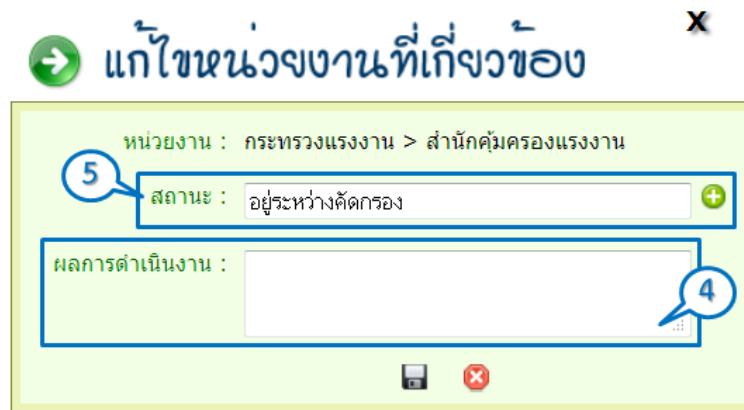 X
แก้ไขหน่วยงานที่เกี่ยวข้อง
หน่วยงาน : กระทรวงแรงงาน > สำนักคุ้มครองแรงงาน
5
สถานะ : อยู่ระหว่างคัดกรอง
ผลการดำเนินงาน :
4